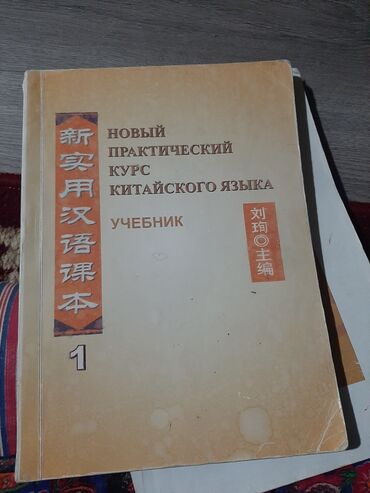 新实用汉语课本
1
НОВЫЙ
ПРАКТИЧЕСКИЙ
КУРС
КИТАЙСКОГО ЯЗЫКА
УЧЕБНИК
刘珣◎主编